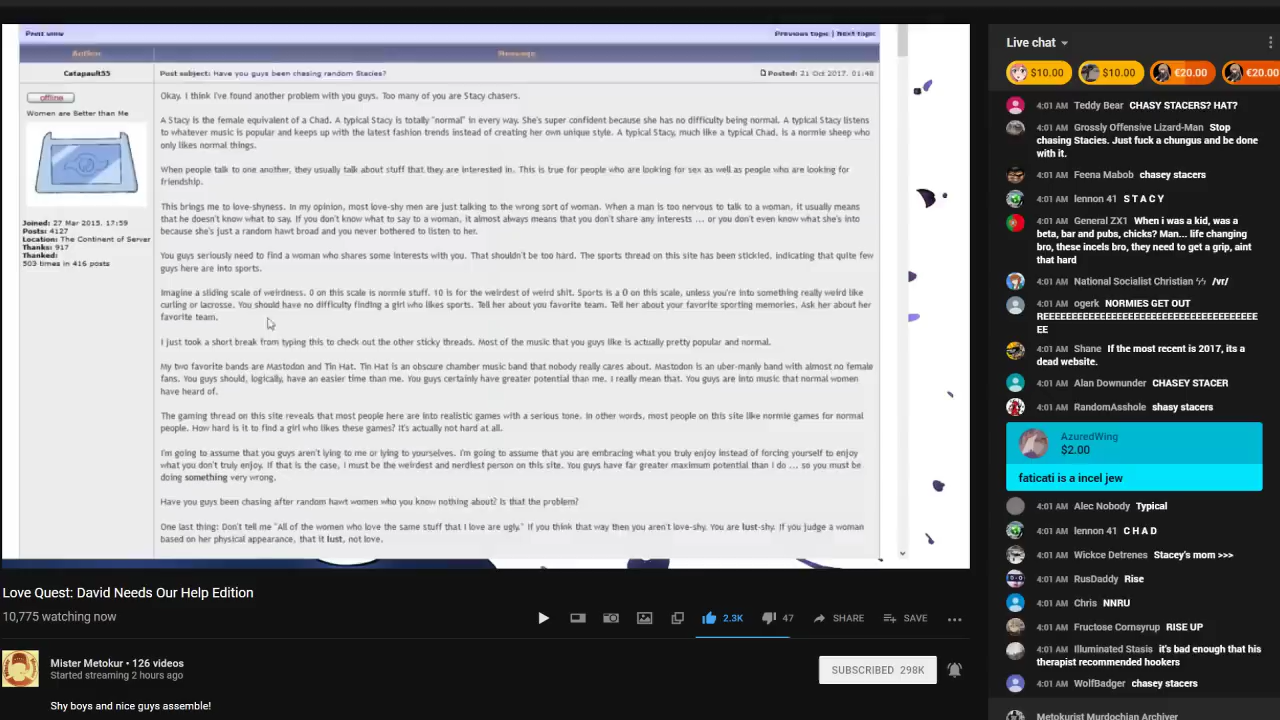 Post view
Previous topic | Next topic
Author
Message
Catapault55
Post subject: Have you guys been chasing random Stacies?
Posted: 21 Oct 2017, 01:48
offline
Women are Better than Me
Joined: 27 Mar 2015, 17:59
Posts: 4127
Location: The Continent of Server
Thanks: 917
Thanked:
503 times in 416 posts
Okay. I think I've found another problem with you guys. Too many of you are Stacy chasers.
A Stacy is the female equivalent of a Chad. A typical Stacy is totally "normal" in every way. She's super confident because she has no difficulty being normal. A typical Stacy listens
to whatever music is popular and keeps up with the latest fashion trends instead of creating her own unique style. A typical Stacy, much like a typical Chad, is a normie sheep who
only likes normal things.
When people talk to one another, they usually talk about stuff that they are interested in. This is true for people who are looking for sex as well as people who are looking for
friendship.
This brings me to love-shyness. In my opinion, most love-shy men are just talking to the wrong sort of woman. When a man is too nervous to talk to a woman, it usually means
that he doesn't know what to say. If you don't know what to say to a woman, it almost always means that you don't share any interests ... or you don't even know what she's into
because she's just a random hawt broad and you never bothered to listen to her.
You guys seriously need to find a woman who shares some interests with you. That shouldn't be too hard. The sports thread on this site has been stickied, indicating that quite few
guys here are into sports.
Imagine a sliding scale of weirdness. 0 on this scale is normie stuff. 10 is for the weirdest of weird shit. Sports is a 0 on this scale, unless you're into something really weird like
curling or lacrosse. You should have no difficulty finding a girl who likes sports. Tell her about you favorite team. Tell her about your favorite sporting memories. Ask her about her
favorite team.
I just took a short break from typing this to check out the other sticky threads. Most of the music that you guys like is actually pretty popular and normal.
My two favorite bands are Mastodon and Tin Hat. Tin Hat is an obscure chamber music band that nobody really cares about. Mastodon is an uber-manly band with almost no female
fans. You guys should, logically, have an easier time than me. You guys certainly have greater potential than me. I really mean that. You guys are into music that normal women
have heard of.
The gaming thread on this site reveals that most people here are into realistic games with a serious tone. In other words, most people on this site like normie games for normal
people. How hard is it to find a girl who likes these games? It's actually not hard at all.
I'm going to assume that you guys aren't lying to me or lying to yourselves. I'm going to assume that you are embracing what you truly enjoy instead of forcing yourself to enjoy
what you don't truly enjoy. If that is the case, I must be the weirdest and nerdiest person on this site. You guys have far greater maximum potential than I do ... so you must be
doing something very wrong.
Have you guys been chasing after random hawt women who you know nothing about? Is that the problem?
One last thing: Don't tell me "All of the women who love the same stuff that I love are ugly." If you think that way then you aren't love-shy. You are lust-shy. If you judge a woman
based on her physical appearance, that it lust, not love.
Love Quest: David Needs Our Help Edition
10,775 watching now
2.3K
47
SHARE
SAVE
Mister Metokur • 126 videos
Started streaming 2 hours ago
SUBSCRIBED 298K
Shy boys and nice guys assemble!
Live chat
$10.00
$10.00
€20.00
€20.00
4:01 AM Teddy Bear CHASY STACERS? HAT?
4:01 AM Grossly Offensive Lizard-Man Stop
chasing Stacies. Just fuck a chungus and be done
with it.
4:01 AM Feena Mabob chasey stacers
4:01 AM lennon 41 S T A C Y
4:01 AM General ZX1 When i was a kid, was a
beta, bar and pubs, chicks? Man... life changing
bro, these incels bro, they need to get a grip, aint
that hard
4:01 AM National Socialist Christian ϟϟ /vr/
4:01 AM ogerk NORMIES GET OUT
REEEEEEEEEEEEEEEEEEEEEEEEEEEEEEEEEE
EE
4:01 AM Shane If the most recent is 2017, its a
dead website.
4:01 AM Alan Downunder CHASEY STACER
4:01 AM RandomAsshole shasy stacers
AzuredWing
$2.00
faticati is a incel jew
4:01 AM Alec Nobody Typical
4:01 AM lennon 41 C H A D
4:01 AM Wickce Detrenes Stacey's mom >>>
4:01 AM RusDaddy Rise
4:01 AM Chris NNRU
4:01 AM Fructose Cornsyrup RISE UP
4:01 AM Illuminated Stasis it's bad enough that his
therapist recommended hookers
4:01 AM WolfBadger chasey stacers
Metokurist Murdochian Archiver